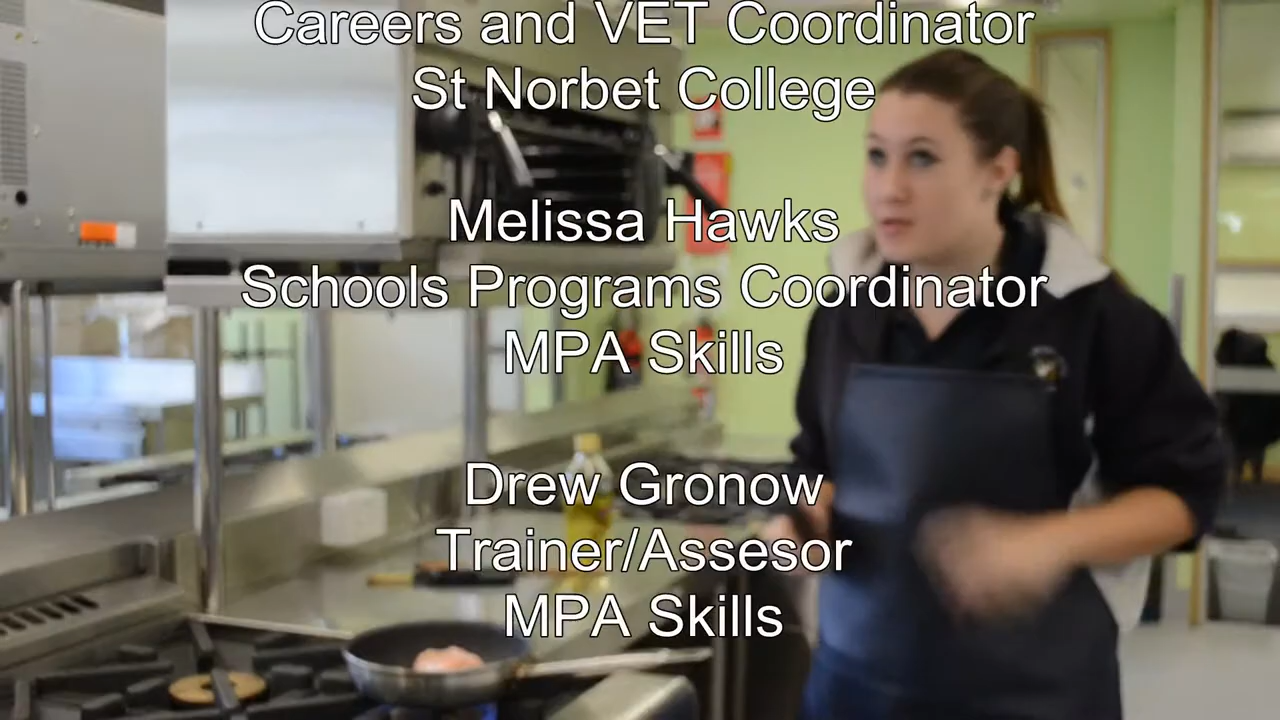 Careers and VET Coordinator
St Norbet College
Melissa Hawks
Schools Programs Coordinator
MPA Skills
Drew Gronow
Trainer/Assesor
MPA Skills